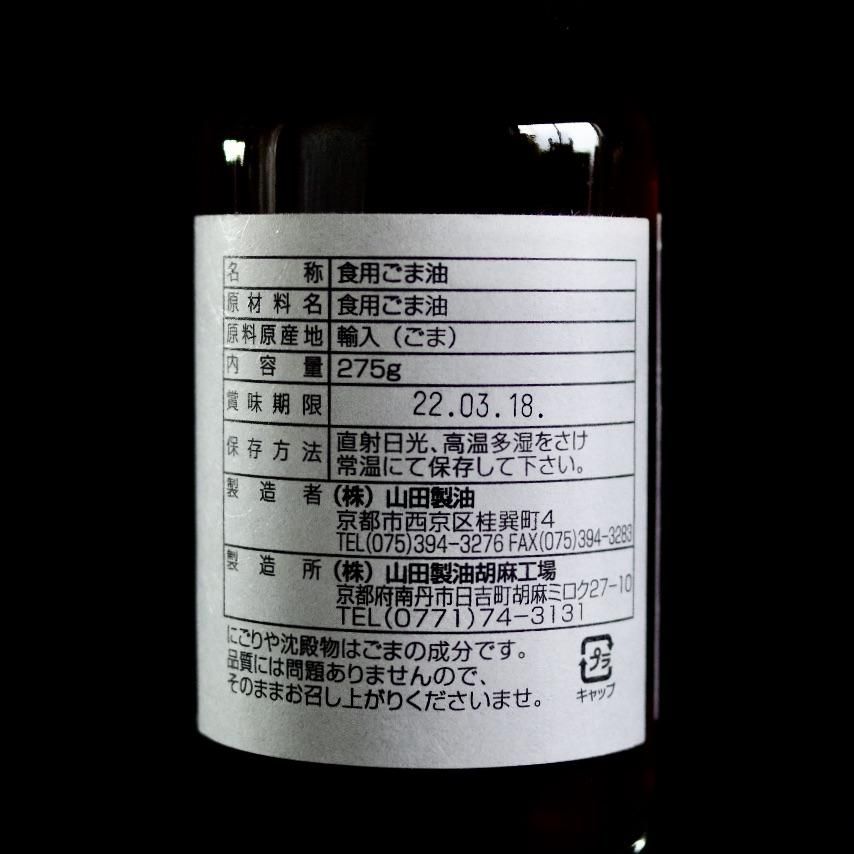 名称 食用ごま油
原材料名 食用ごま油
原料原産地 輸入（ごま）
内容量 275g
賞味期限 22.03.18.
保存方法 直射日光、高温多湿をさけ
常温にて保存して下さい。
製造者 （株）山田製油
京都市西京区桂巽町4
TEL(075)394-3276 FAX(075)394-3283
製造所 （株）山田製油胡麻工場
京都府南丹市日吉町胡麻ミロク27-10
TEL(0771)74-3131
にごりや沈殿物はごまの成分です。
品質には問題ありませんので、
そのままお召し上がりくださいませ。
プラ
キャップ